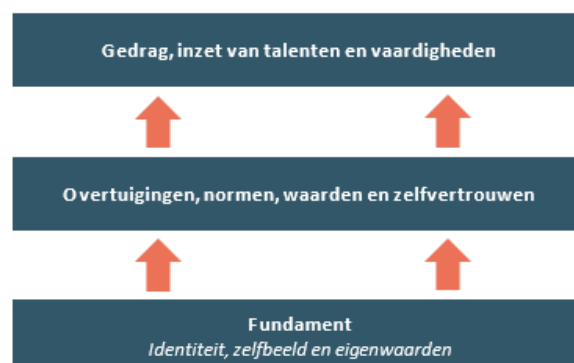 Gedrag, inzet van talenten en vaardigheden
Overtuigingen, normen, waarden en zelfvertrouwen
Fundament
Identiteit, zelfbeeld en eigenwaarden